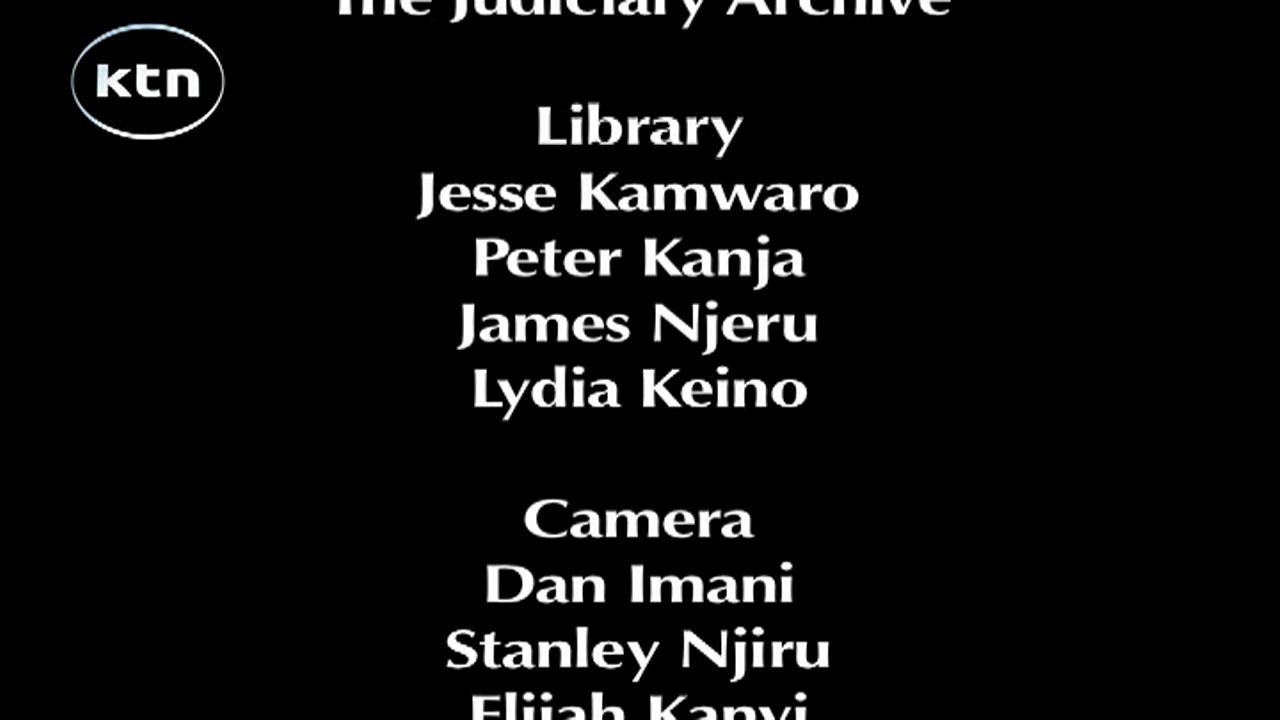 The Judiciary Archive
ktn
Library
Jesse Kamwaro
Peter Kanja
James Njeru
Lydia Keino
Camera
Dan Imani
Stanley Njiru
Elijah Kanyi